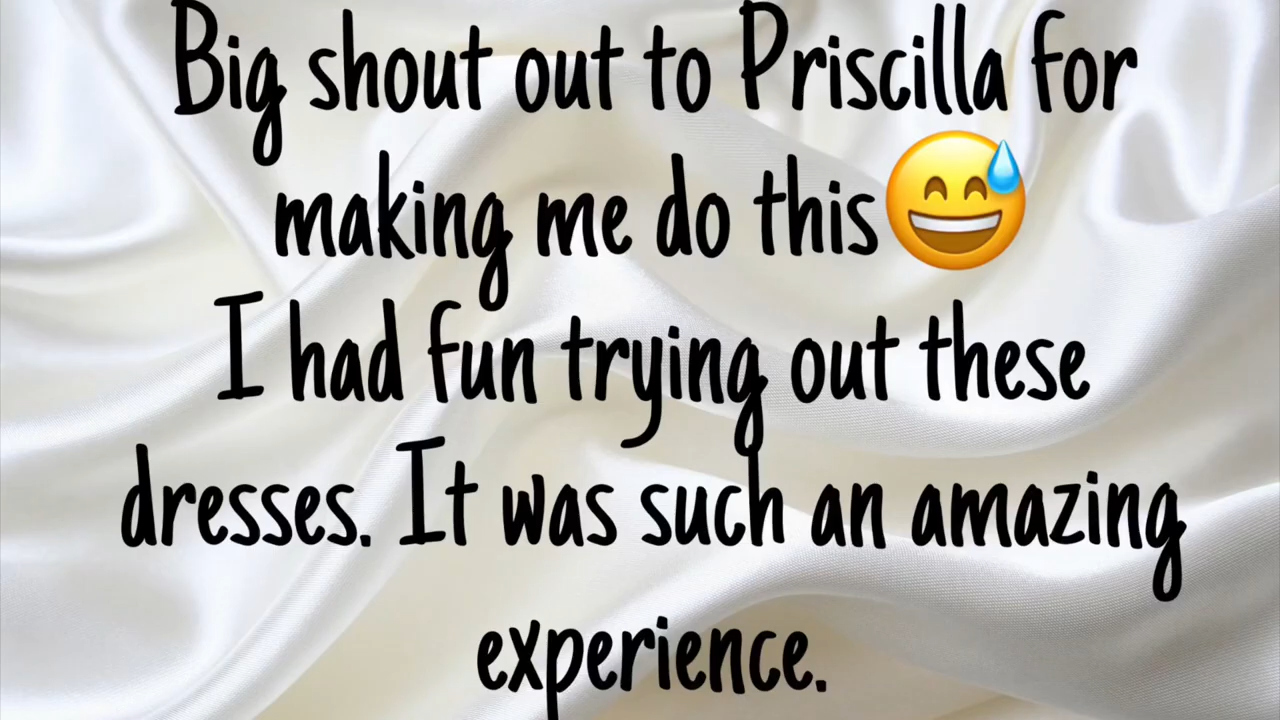 Big shout out to Priscilla for
making me do this😅
I had fun trying out these
dresses. It was such an amazing
experience.